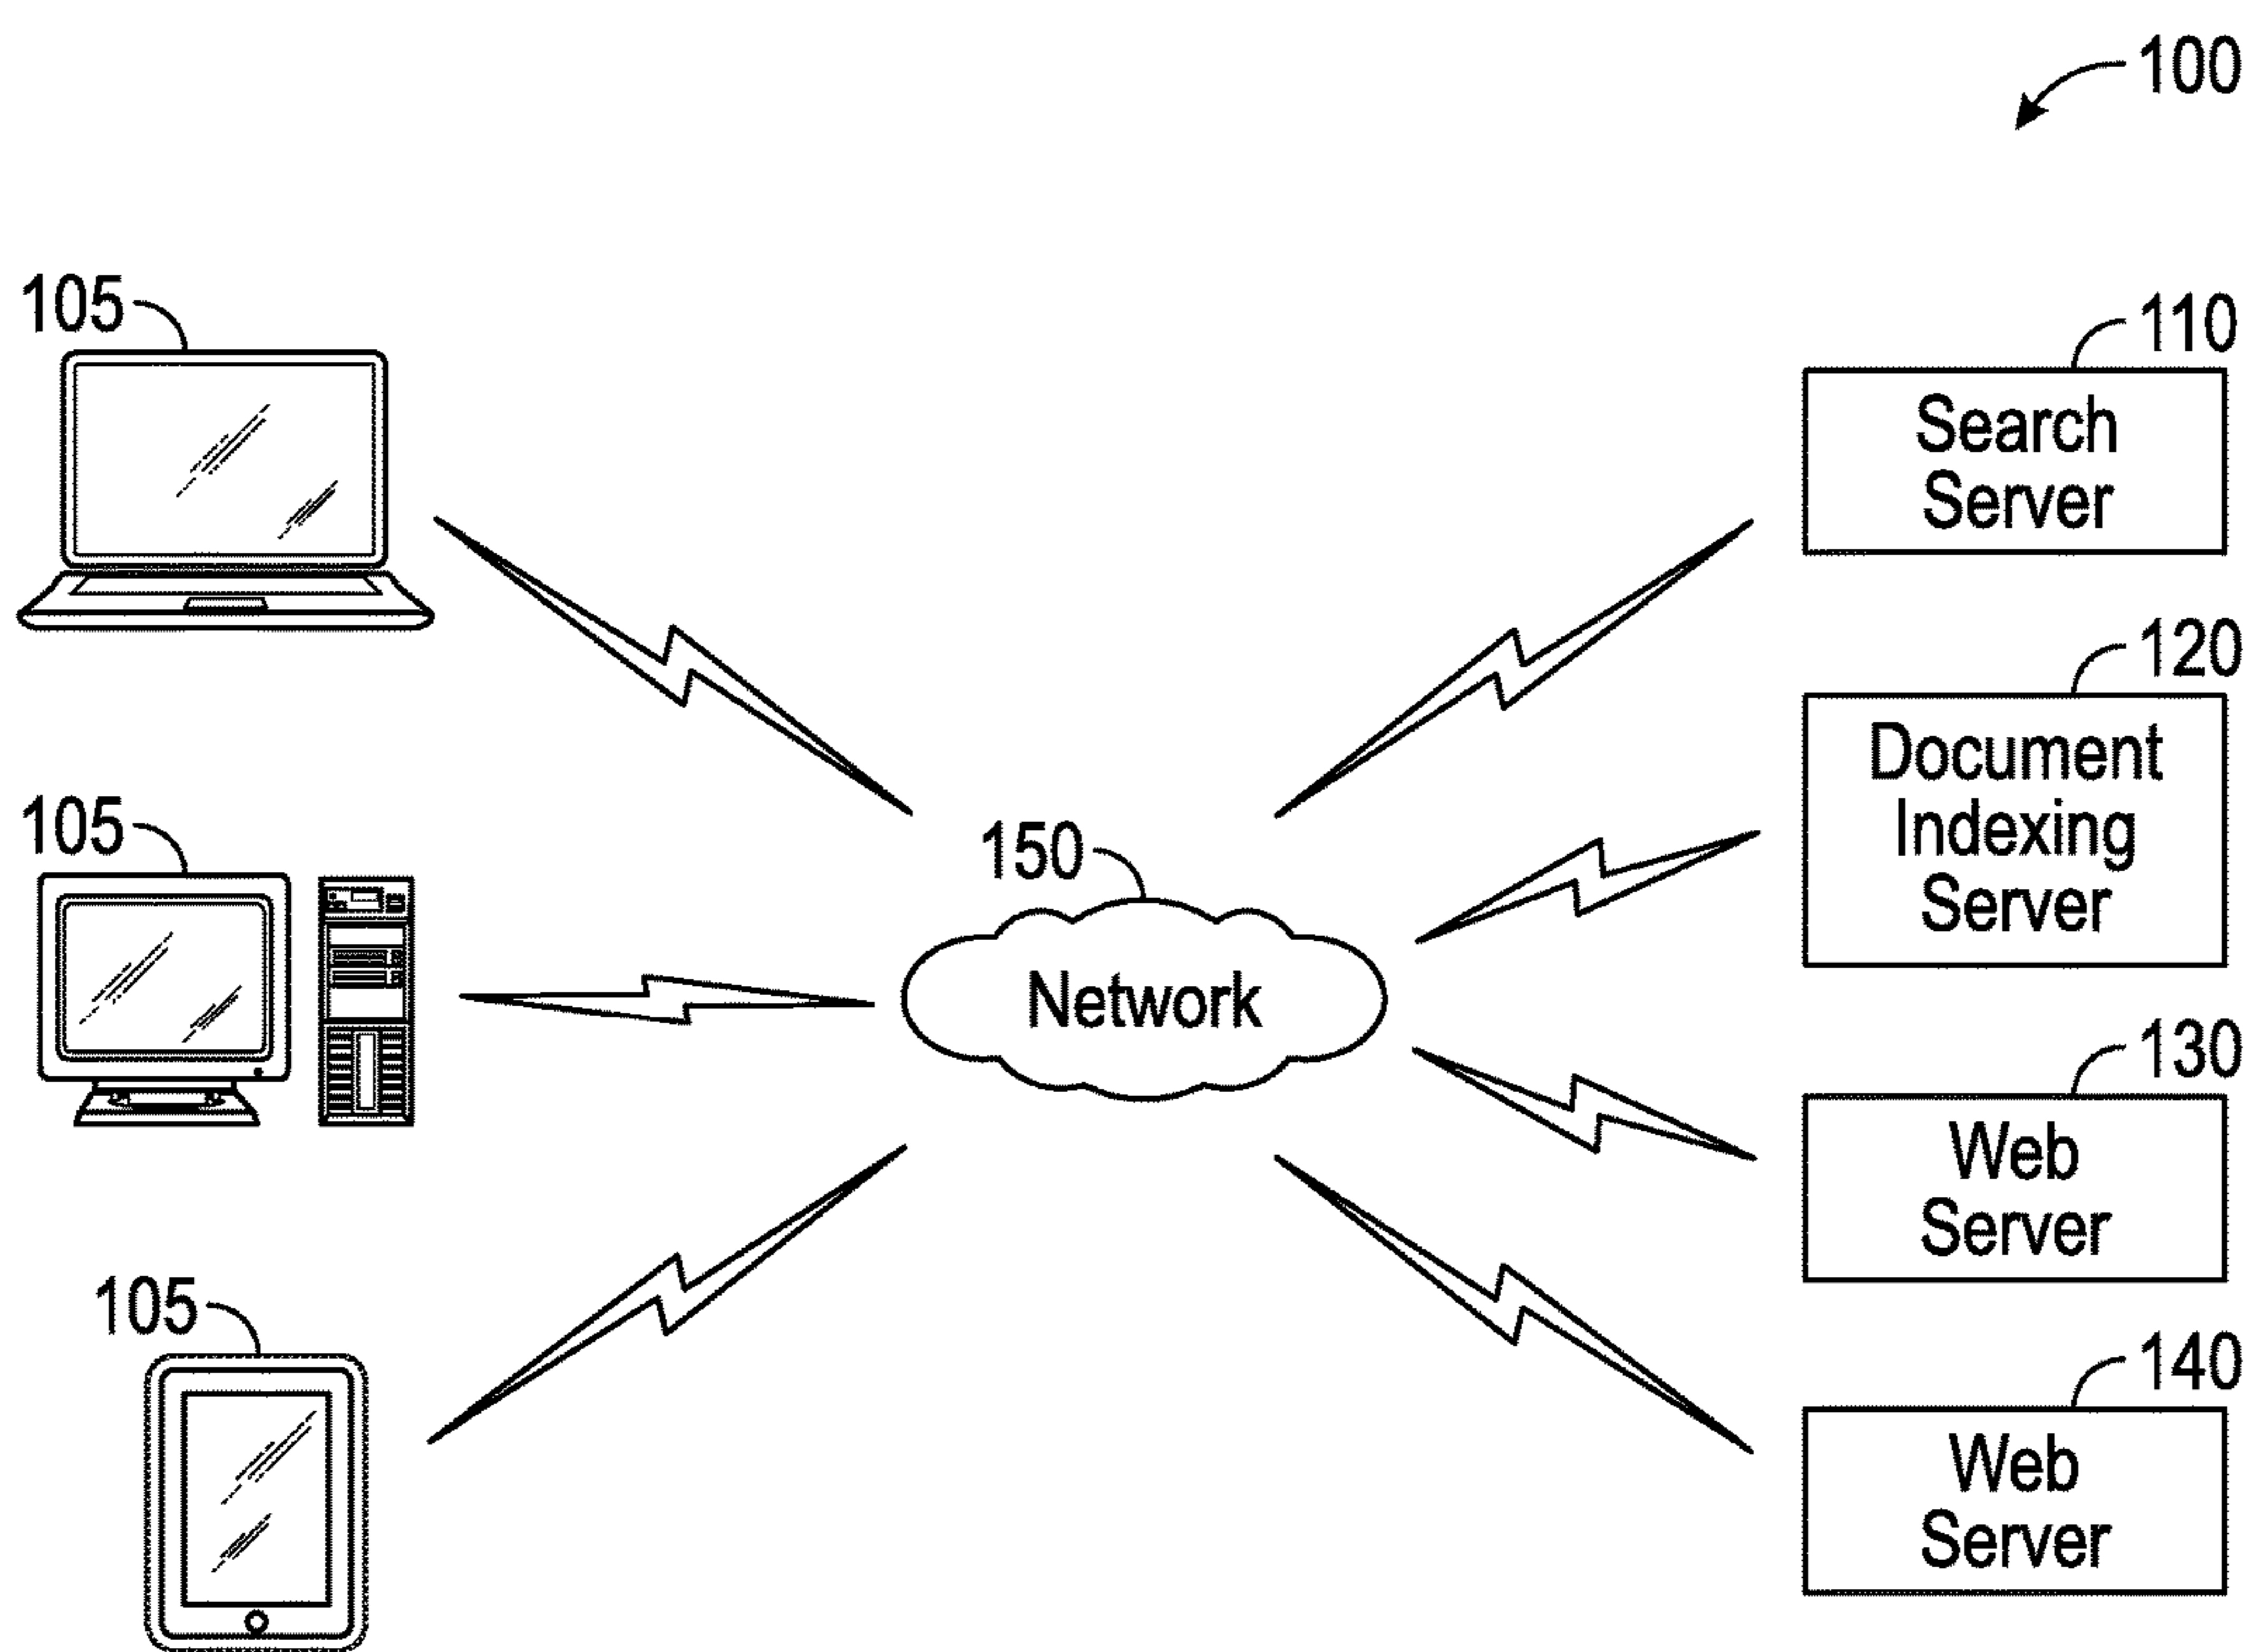 100
105
110
Search
Server
120
Document
Indexing
Server
105
150
Network
130
Web
Server
105
140
Web
Server